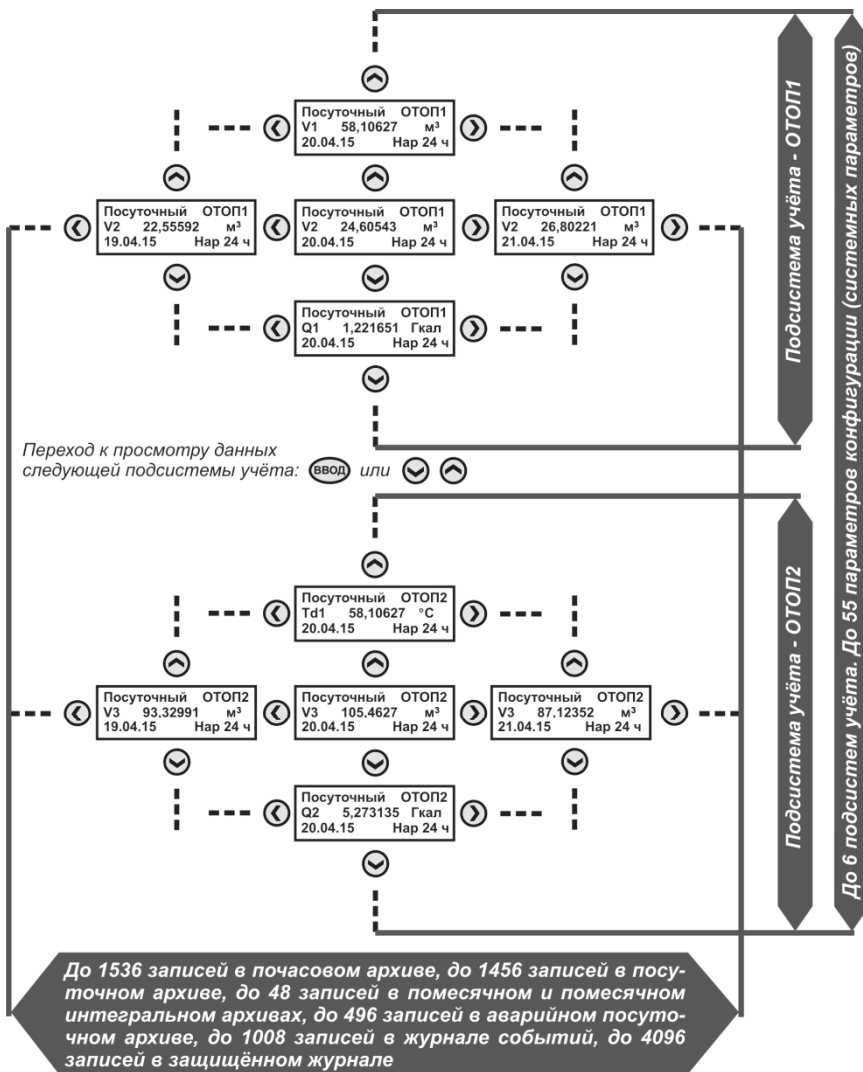 Посуточный ОТОП1
V1 58,10627 м³
20.04.15 Нар 24 ч
Посуточный ОТОП1
V2 22,55592 м³
19.04.15 Нар 24 ч
Посуточный ОТОП1
V2 24,60543 м³
20.04.15 Нар 24 ч
Посуточный ОТОП1
V2 26,80221 м³
21.04.15 Нар 24 ч
Посуточный ОТОП1
Q1 1,221651 Гкал
20.04.15 Нар 24 ч
Подсистема учёта - ОТОП1
Переход к просмотру данных
следующей подсистемы учёта: ВВОД или
Посуточный ОТОП2
Td1 58,10627 °C
20.04.15 Нар 24 ч
Посуточный ОТОП2
V3 93,32991 м³
19.04.15 Нар 24 ч
Посуточный ОТОП2
V3 105,4627 м³
20.04.15 Нар 24 ч
Посуточный ОТОП2
V3 87,12352 м³
21.04.15 Нар 24 ч
Посуточный ОТОП2
Q2 5,273135 Гкал
20.04.15 Нар 24 ч
Подсистема учёта - ОТОП2
До 6 подсистем учёта. До 55 параметров конфигурации (системных параметров)
До 1536 записей в почасовом архиве, до 1456 записей в посу-
точном архиве, до 48 записей в помесячном и помесячном
интегральном архивах, до 496 записей в аварийном посуто-
чном архиве, до 1008 записей в журнале событий, до 4096
записей в защищённом журнале